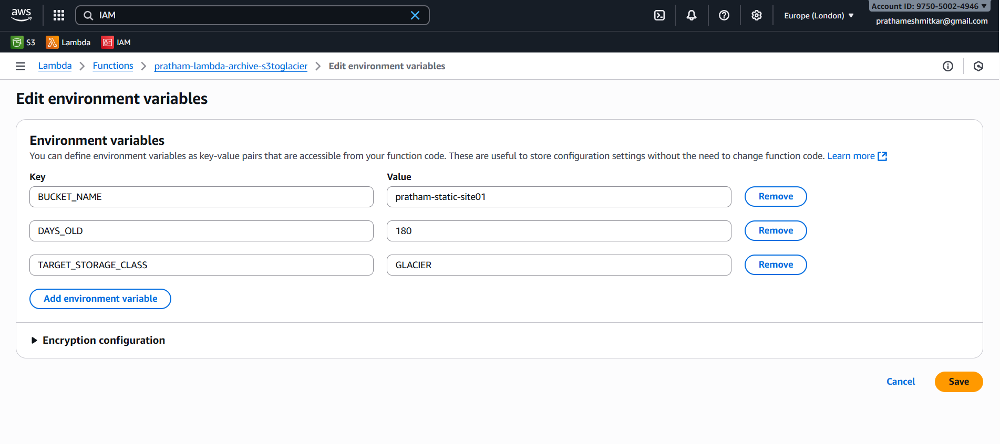 aws
IAM
Europe (London)
Account ID: 9750-5002-4946
prathameshmitkar@gmail.com
S3
Lambda
IAM
Lambda
Functions
pratham-lambda-archive-s3toglacier
Edit environment variables
Edit environment variables
Environment variables
You can define environment variables as key-value pairs that are accessible from your function code. These are useful to store configuration settings without the need to change function code. Learn more
Key Value
BUCKET_NAME pratham-static-site01 Remove
DAYS_OLD 180 Remove
TARGET_STORAGE_CLASS GLACIER Remove
Add environment variable
Encryption configuration
Cancel Save